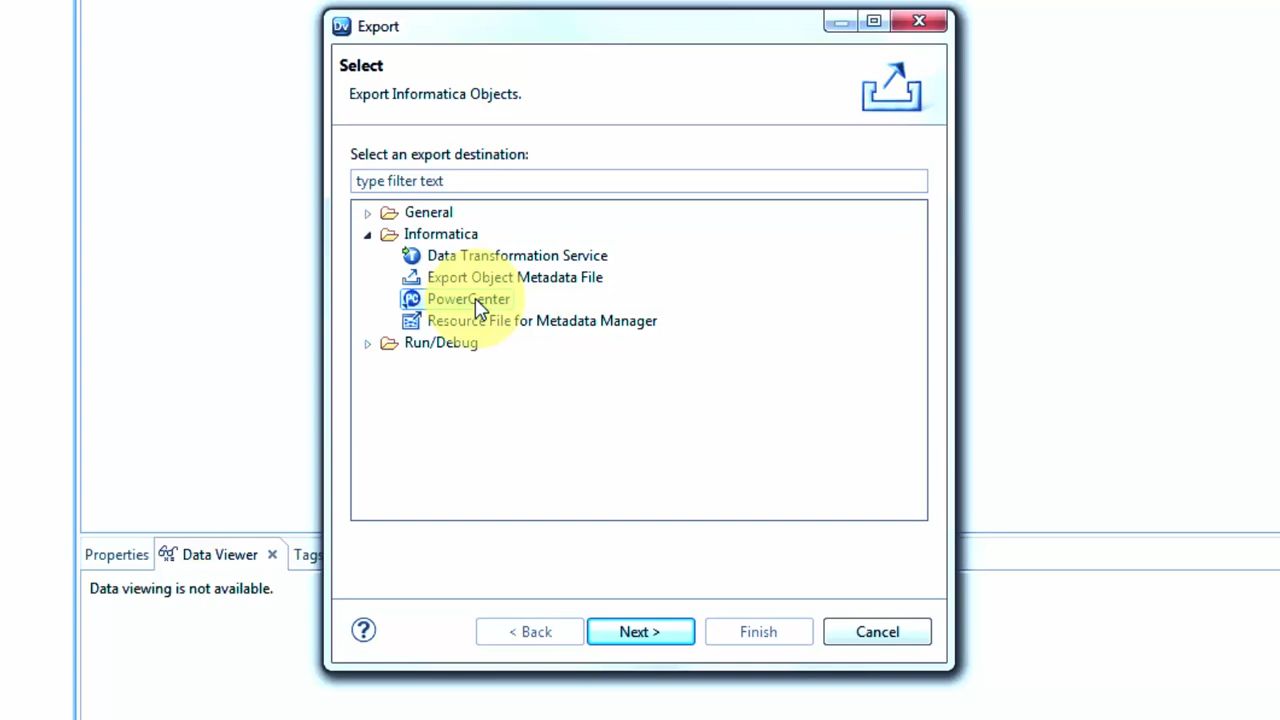 Dv Export
Select
Export Informatica Objects.
Select an export destination:
type filter text
General
Informatica
Data Transformation Service
Export Object Metadata File
PC PowerCenter
Resource File for Metadata Manager
Run/Debug
Properties Data Viewer Tags
Data viewing is not available.
? < Back Next > Finish Cancel